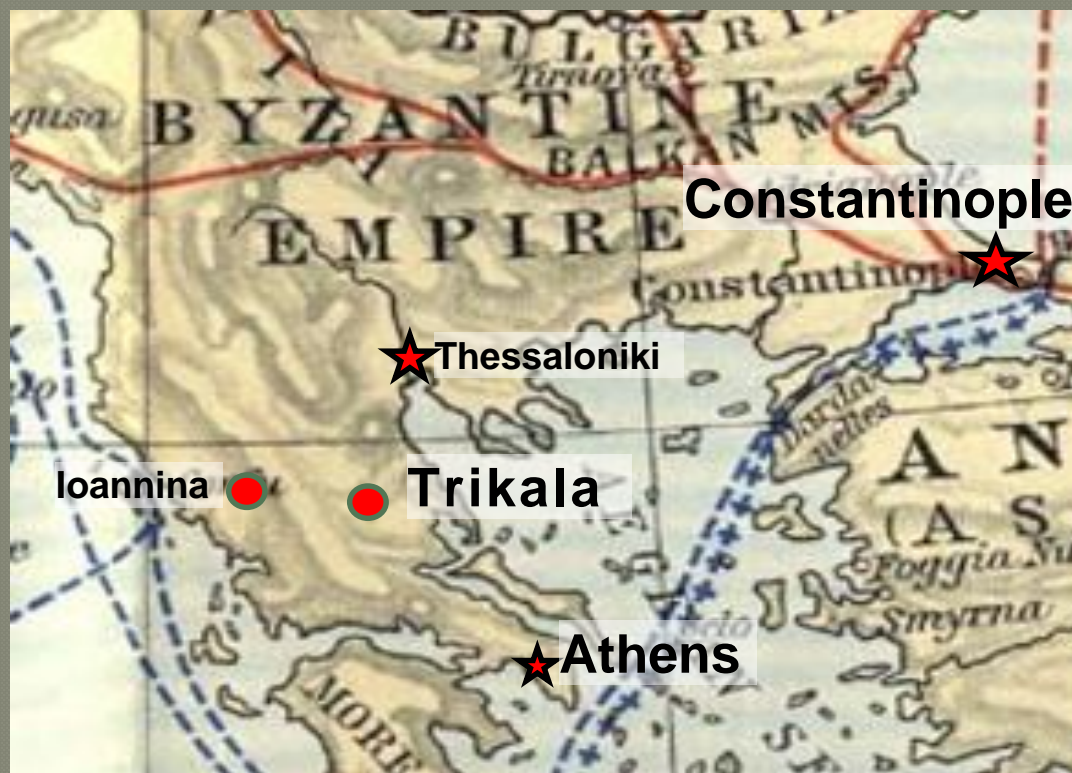 BULGARIA
Tirnova
BYZANTINE
BALKAN MTS
EMPIRE
Constantinople
Constantinople
Thessaloniki
Dardanelles
Ioannina
Trikala
AN
(AS
Foggia
Smyrna
Athens
MORE